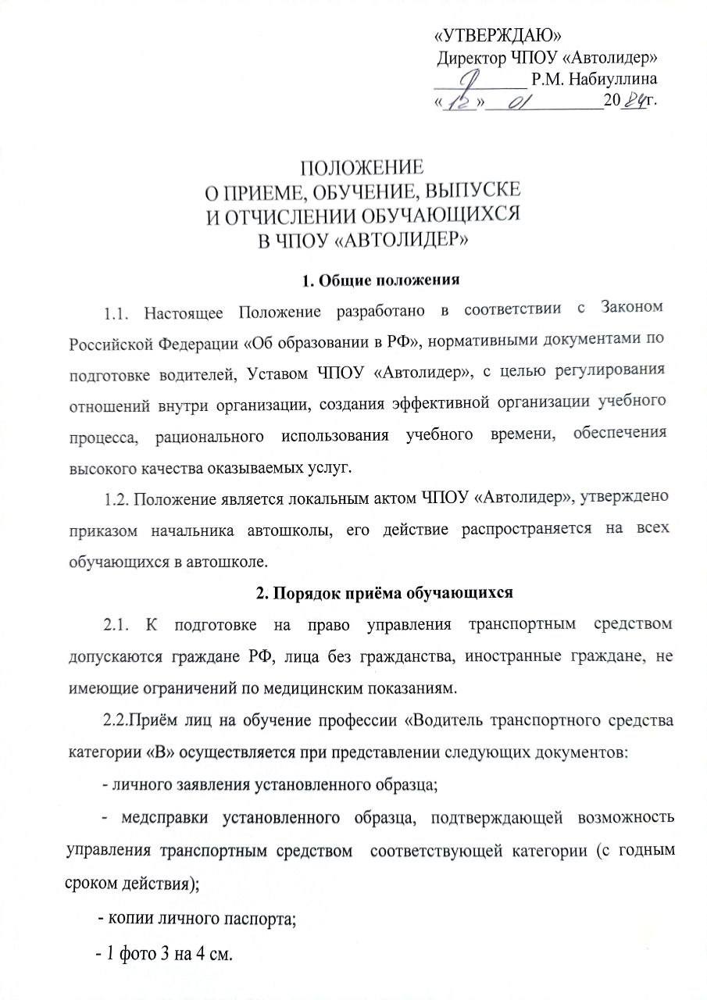 «УТВЕРЖДАЮ»
Директор ЧПОУ «Автолидер»
__________ Р.М. Набиуллина
«12» 01 20 г.
ПОЛОЖЕНИЕ
О ПРИЕМЕ, ОБУЧЕНИЕ, ВЫПУСКЕ
И ОТЧИСЛЕНИИ ОБУЧАЮЩИХСЯ
В ЧПОУ «АВТОЛИДЕР»
1. Общие положения
1.1. Настоящее Положение разработано в соответствии с Законом
Российской Федерации «Об образовании в РФ», нормативными документами по
подготовке водителей, Уставом ЧПОУ «Автолидер», с целью регулирования
отношений внутри организации, создания эффективной организации учебного
процесса, рационального использования учебного времени, обеспечения
высокого качества оказываемых услуг.
1.2. Положение является локальным актом ЧПОУ «Автолидер», утверждено
приказом начальника автошколы, его действие распространяется на всех
обучающихся в автошколе.
2. Порядок приёма обучающихся
2.1. К подготовке на право управления транспортным средством
допускаются граждане РФ, лица без гражданства, иностранные граждане, не
имеющие ограничений по медицинским показаниям.
2.2.Приём лиц на обучение профессии «Водитель транспортного средства
категории «В» осуществляется при представлении следующих документов:
- личного заявления установленного образца;
- медсправки установленного образца, подтверждающей возможность
управления транспортным средством соответствующей категории (с годным
сроком действия);
- копии личного паспорта;
- 1 фото 3 на 4 см.